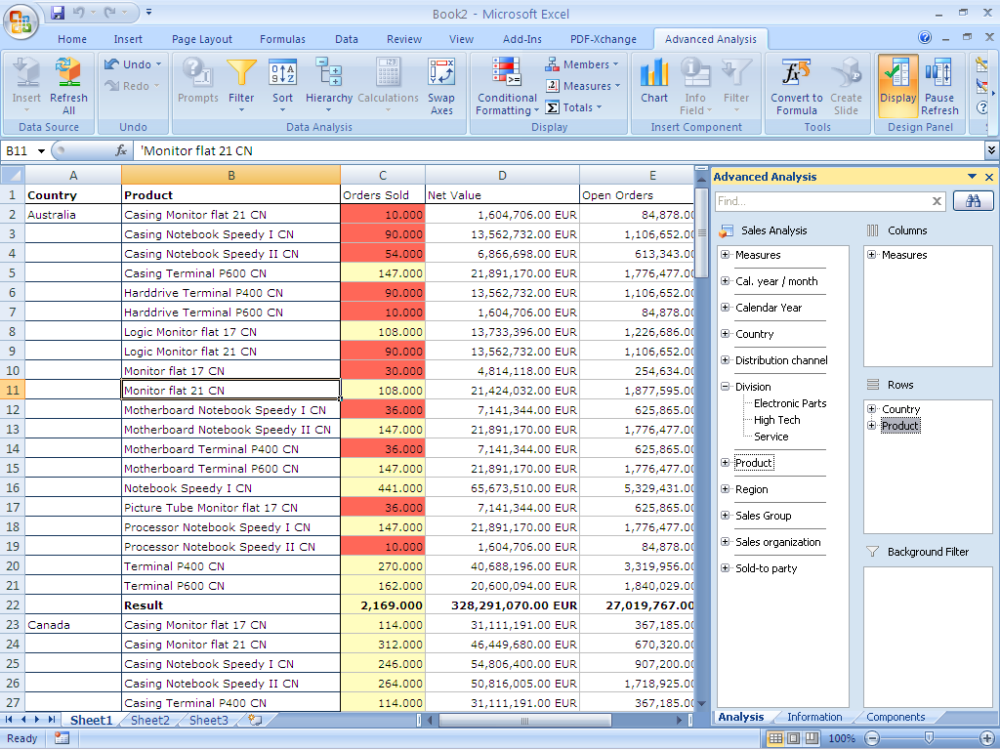 Book2 - Microsoft Excel
Home Insert Page Layout Formulas Data Review View Add-Ins PDF-Xchange Advanced Analysis
Insert Refresh All Undo Redo Prompts Filter Sort Hierarchy Calculations Swap Axes Conditional Formatting Members Measures Totals Chart Info Field Filter Convert to Formula Create Slide Display Pause Refresh
Data Source Undo Data Analysis Display Insert Component Tools Design Panel
B11 fx 'Monitor flat 21 CN
A B C D E
1 Country Product Orders Sold Net Value Open Orders
2 Australia Casing Monitor flat 21 CN 10.000 1,604,706.00 EUR 84,878.00
3 Casing Notebook Speedy I CN 90.000 13,562,732.00 EUR 1,106,652.00
4 Casing Notebook Speedy II CN 54.000 6,866,698.00 EUR 613,343.00
5 Casing Terminal P600 CN 147.000 21,891,170.00 EUR 1,776,477.00
6 Harddrive Terminal P400 CN 90.000 13,562,732.00 EUR 1,106,652.00
7 Harddrive Terminal P600 CN 10.000 1,604,706.00 EUR 84,878.00
8 Logic Monitor flat 17 CN 108.000 13,733,396.00 EUR 1,226,686.00
9 Logic Monitor flat 21 CN 90.000 13,562,732.00 EUR 1,106,652.00
10 Monitor flat 17 CN 30.000 4,814,118.00 EUR 254,634.00
11 Monitor flat 21 CN 108.000 21,424,032.00 EUR 1,877,595.00
12 Motherboard Notebook Speedy I CN 36.000 7,141,344.00 EUR 625,865.00
13 Motherboard Notebook Speedy II CN 147.000 21,891,170.00 EUR 1,776,477.00
14 Motherboard Terminal P400 CN 36.000 7,141,344.00 EUR 625,865.00
15 Motherboard Terminal P600 CN 147.000 21,891,170.00 EUR 1,776,477.00
16 Notebook Speedy I CN 441.000 65,673,510.00 EUR 5,329,431.00
17 Picture Tube Monitor flat 17 CN 36.000 7,141,344.00 EUR 625,865.00
18 Processor Notebook Speedy I CN 147.000 21,891,170.00 EUR 1,776,477.00
19 Processor Notebook Speedy II CN 10.000 1,604,706.00 EUR 84,878.00
20 Terminal P400 CN 270.000 40,688,196.00 EUR 3,319,956.00
21 Terminal P600 CN 162.000 20,600,094.00 EUR 1,840,029.00
22 Result 2,169.000 328,291,070.00 EUR 27,019,767.00
23 Canada Casing Monitor flat 17 CN 114.000 31,111,191.00 EUR 367,185.00
24 Casing Monitor flat 21 CN 312.000 46,449,680.00 EUR 670,320.00
25 Casing Notebook Speedy I CN 246.000 54,806,400.00 EUR 907,200.00
26 Casing Notebook Speedy II CN 264.000 50,816,005.00 EUR 1,718,925.00
27 Casing Terminal P400 CN 114.000 31,111,191.00 EUR 367,185.00
Sheet1 Sheet2 Sheet3
Advanced Analysis
Find...
Sales Analysis
Measures
Cal. year / month
Calendar Year
Country
Distribution channel
Division
Electronic Parts
High Tech
Service
Product
Region
Sales Group
Sales organization
Sold-to party
Columns
Measures
Rows
Country
Product
Background Filter
Analysis Information Components
Ready 100%